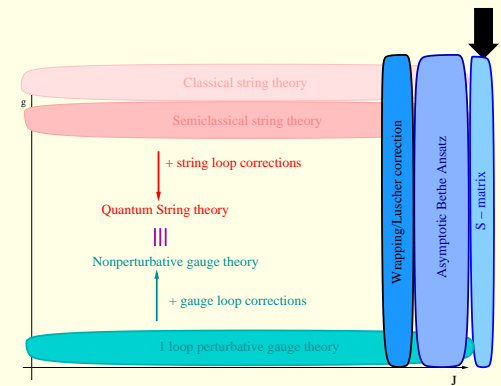 Classical string theory
g
Semiclassical string theory
+ string loop corrections
Quantum String theory
Nonperturbative gauge theory
+ gauge loop corrections
1 loop perturbative gauge theory
J
Wrapping/Luscher correction
Asymptotic Bethe Ansatz
S − matrix